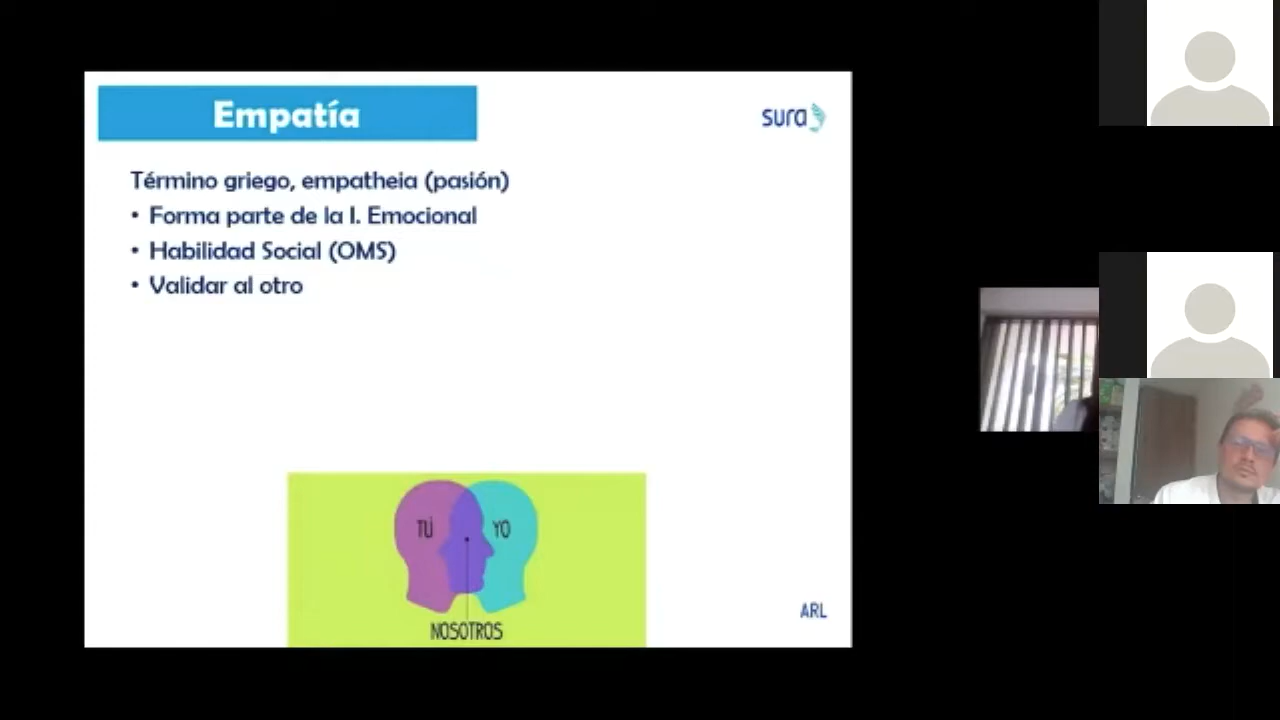 Empatía
sura
Término griego, empatheia (pasión)
• Forma parte de la I. Emocional
• Habilidad Social (OMS)
• Validar al otro
TÚ
YO
NOSOTROS
ARL